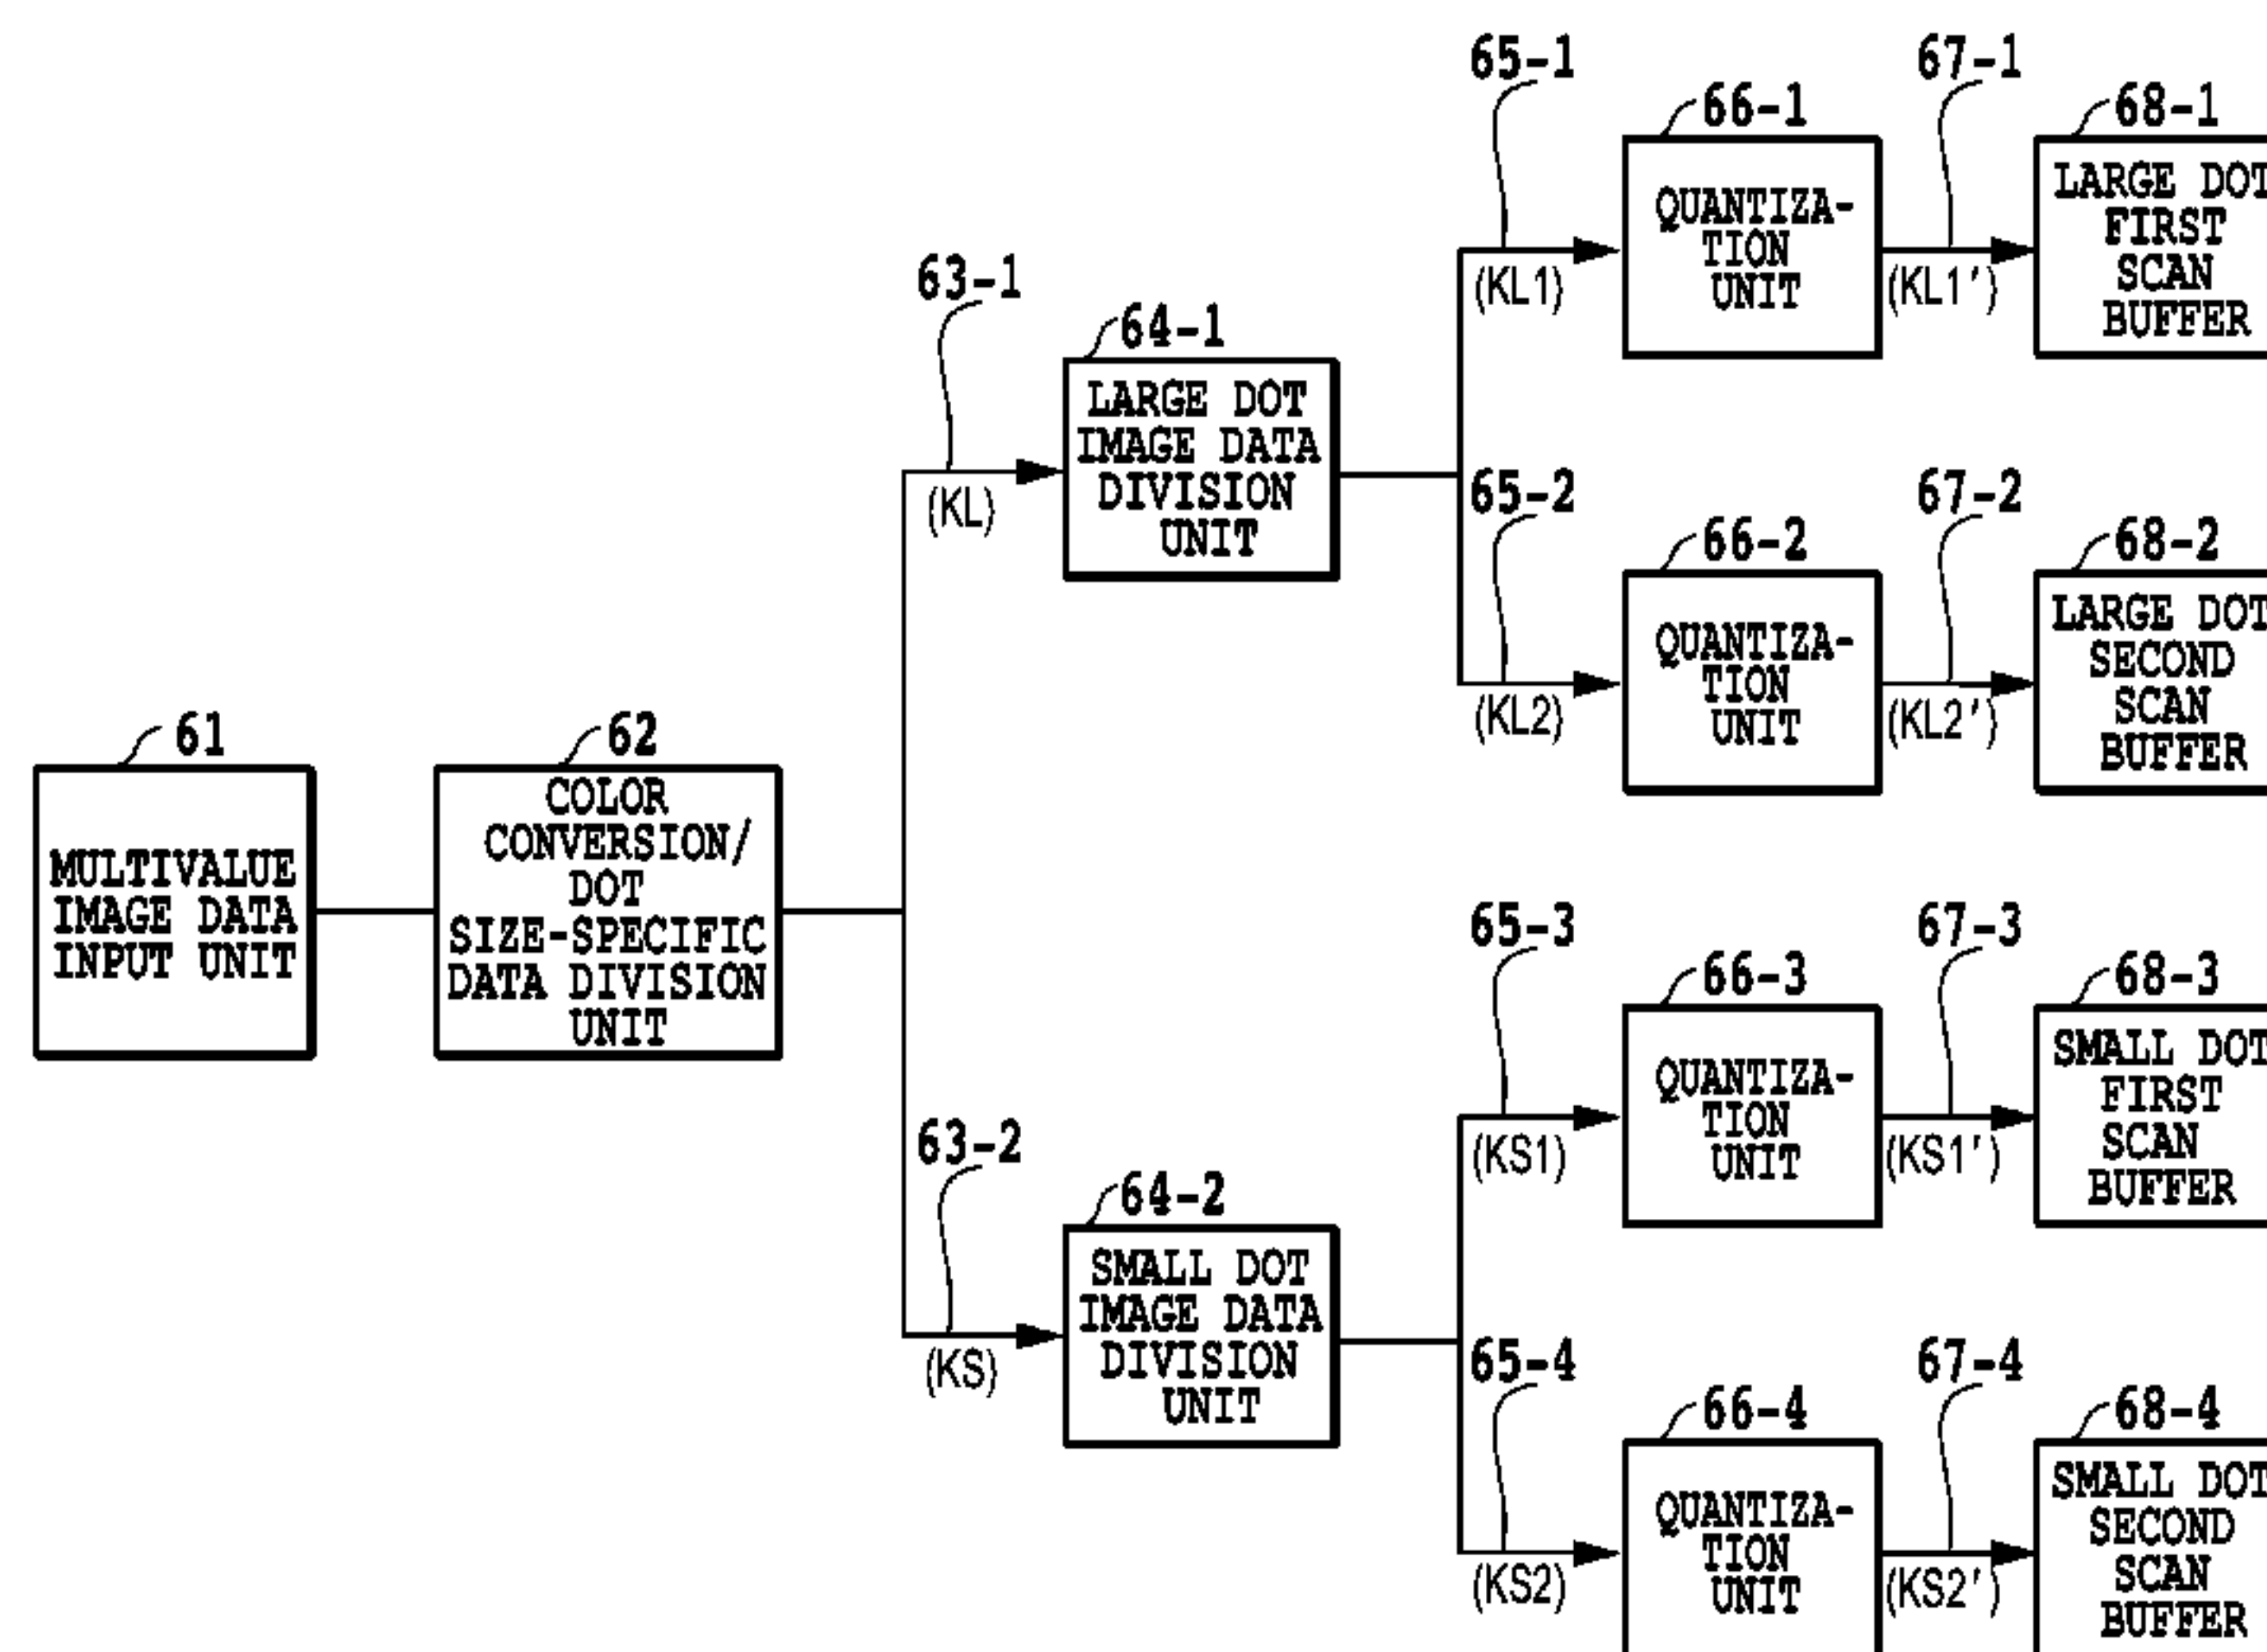 61
MULTIVALUE
IMAGE DATA
INPUT UNIT
62
COLOR
CONVERSION/
DOT
SIZE-SPECIFIC
DATA DIVISION
UNIT
63-1
(KL)
64-1
LARGE DOT
IMAGE DATA
DIVISION
UNIT
65-1
(KL1)
66-1
QUANTIZA-
TION
UNIT
67-1
(KL1')
68-1
LARGE DOT
FIRST
SCAN
BUFFER
65-2
(KL2)
66-2
QUANTIZA-
TION
UNIT
67-2
(KL2')
68-2
LARGE DOT
SECOND
SCAN
BUFFER
63-2
(KS)
64-2
SMALL DOT
IMAGE DATA
DIVISION
UNIT
65-3
(KS1)
66-3
QUANTIZA-
TION
UNIT
67-3
(KS1')
68-3
SMALL DOT
FIRST
SCAN
BUFFER
65-4
(KS2)
66-4
QUANTIZA-
TION
UNIT
67-4
(KS2')
68-4
SMALL DOT
SECOND
SCAN
BUFFER